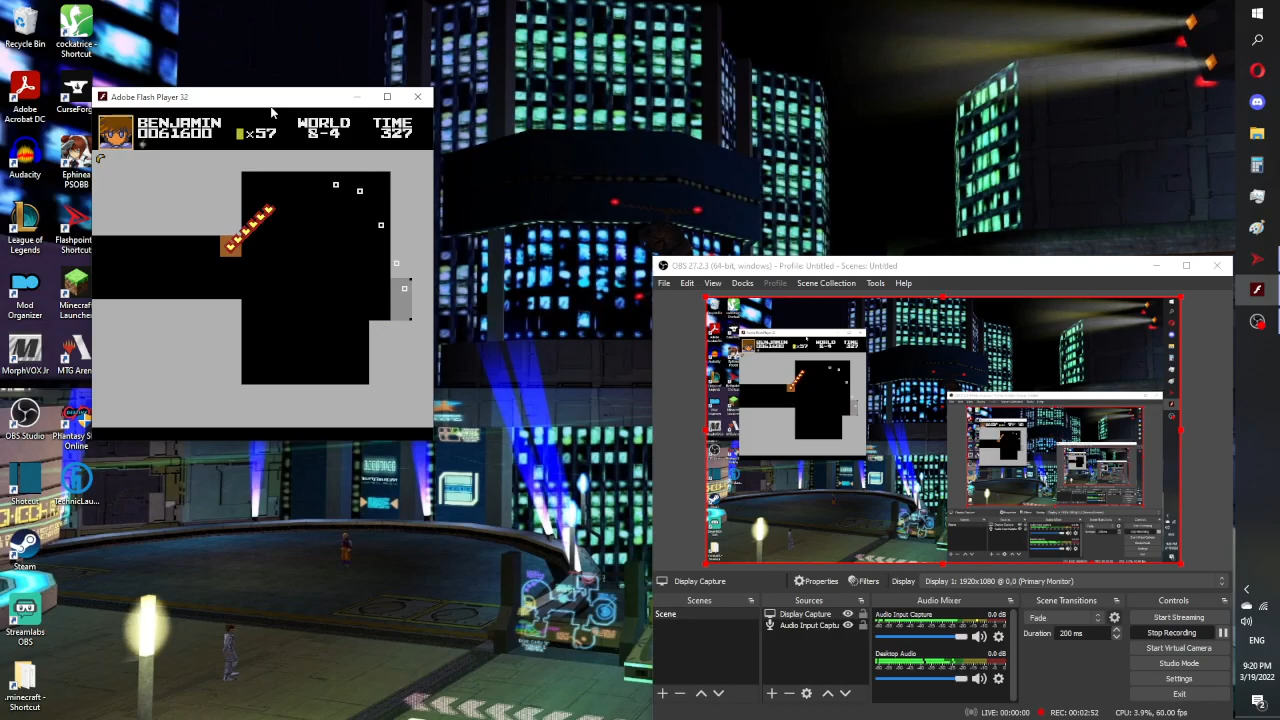 Recycle Bin
cockatrice - Shortcut
Adobe Acrobat DC
CurseForge
Audacity
Ephinea PSOBB
League of Legends
Flashpoint - Shortcut
Mod Organizer
Minecraft Launcher
MorphVOX Jr
MTG Arena
OBS Studio
Phantasy Star Online
Shotcut
TechnicLau...
Steam
Streamlabs OBS
.minecraft - Shortcut
Adobe Flash Player 32
BENJAMIN WORLD TIME
0061600 ×57 8-4 327
OBS 27.2.3 (64-bit, windows) - Profile: Untitled - Scenes: Untitled
File Edit View Docks Profile Scene Collection Tools Help
Display Capture Properties Filters Display Display 1: 1920x1080 @ 0,0 (Primary Monitor)
Scenes
Scene
Sources
Display Capture
Audio Input Captu
Audio Mixer
Audio Input Capture 0.0 dB
Desktop Audio 0.0 dB
Scene Transitions
Fade
Duration 200 ms
Controls
Start Streaming
Stop Recording
Start Virtual Camera
Studio Mode
Settings
Exit
LIVE: 00:00:00 REC: 00:02:52 CPU: 3.9%, 60.00 fps
ENG
9:20 PM
3/19/2022
2